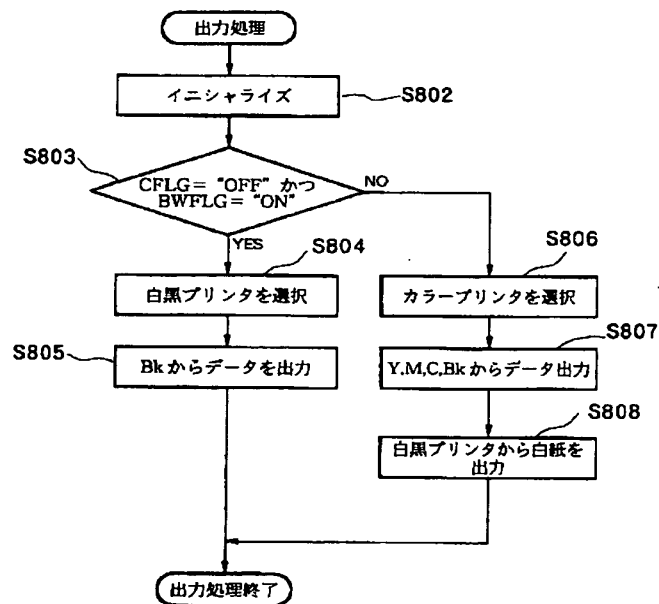 出力処理
イニシャライズ
S802
S803
CFLG= “OFF” かつ
BWFLG= “ON”
NO
YES
S804
白黒プリンタを選択
S806
カラープリンタを選択
S805
Bkからデータを出力
S807
Y,M,C,Bkからデータ出力
S808
白黒プリンタから白紙を
出力
出力処理終了